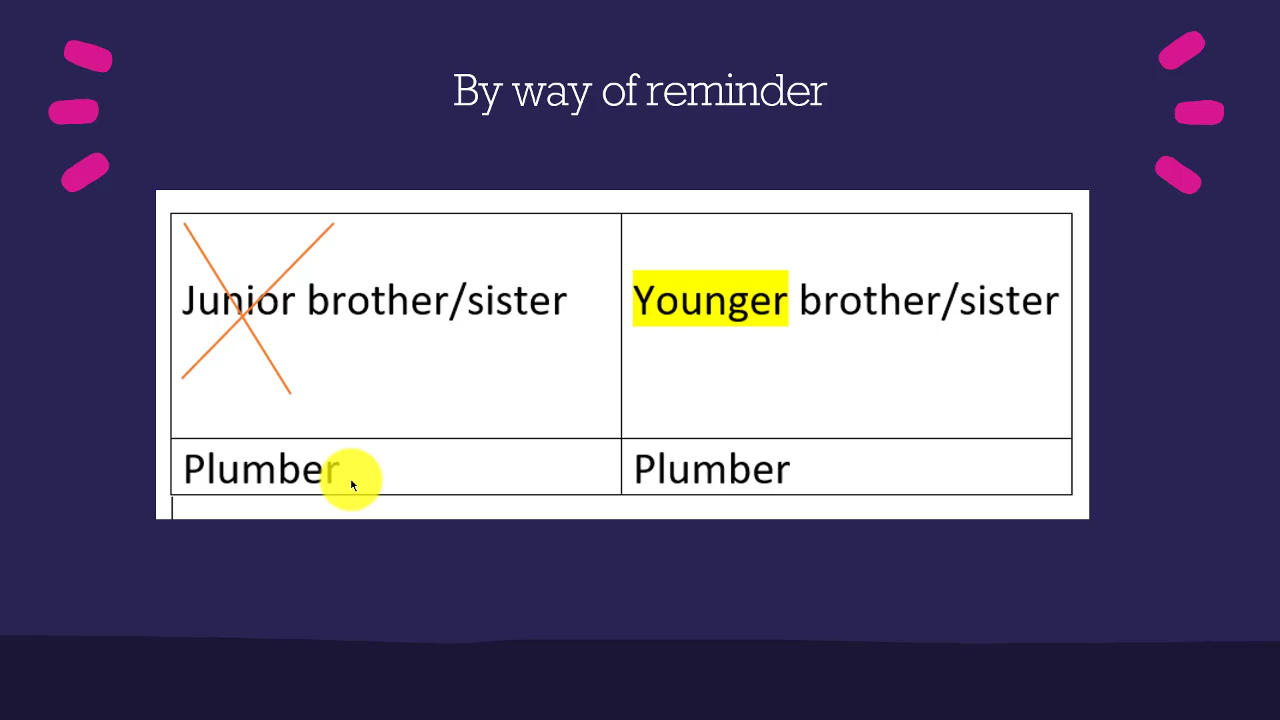 By way of reminder
Junior brother/sister
Younger brother/sister
Plumber
Plumber